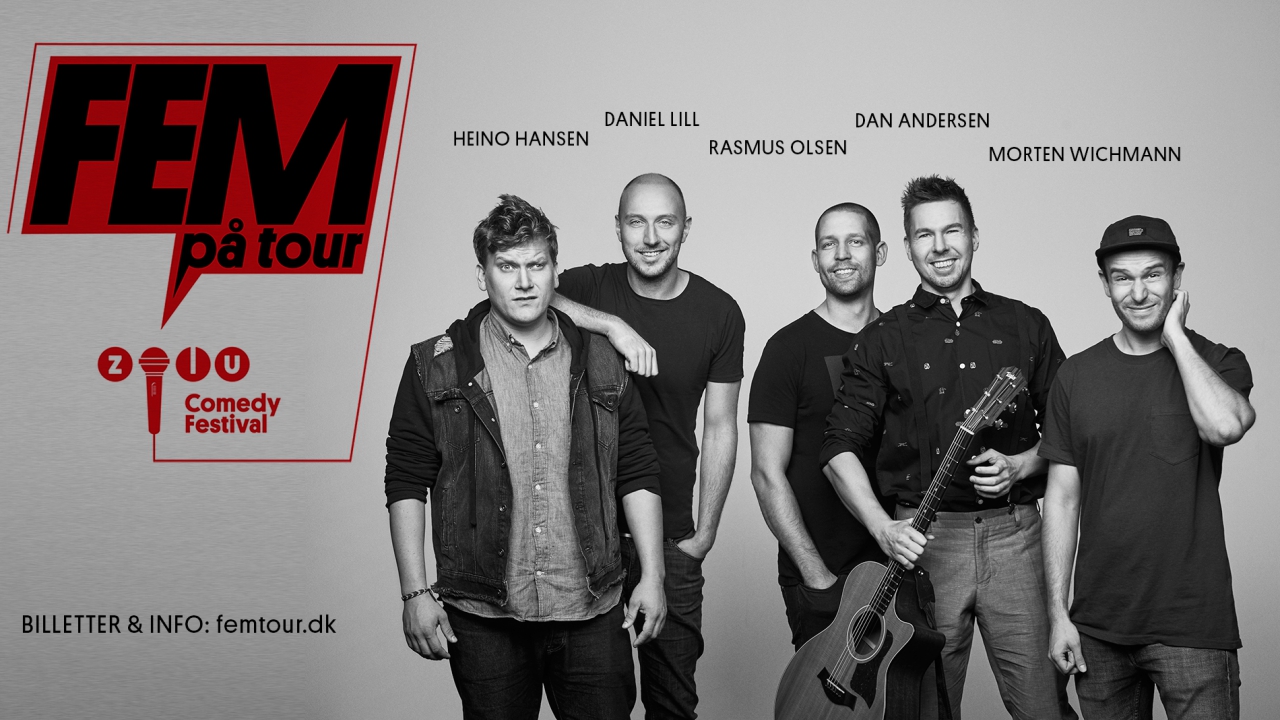 FEM
på tour
ZULU
Comedy
Festival
HEINO HANSEN
DANIEL LILL
RASMUS OLSEN
DAN ANDERSEN
MORTEN WICHMANN
BILLETTER & INFO: femtour.dk